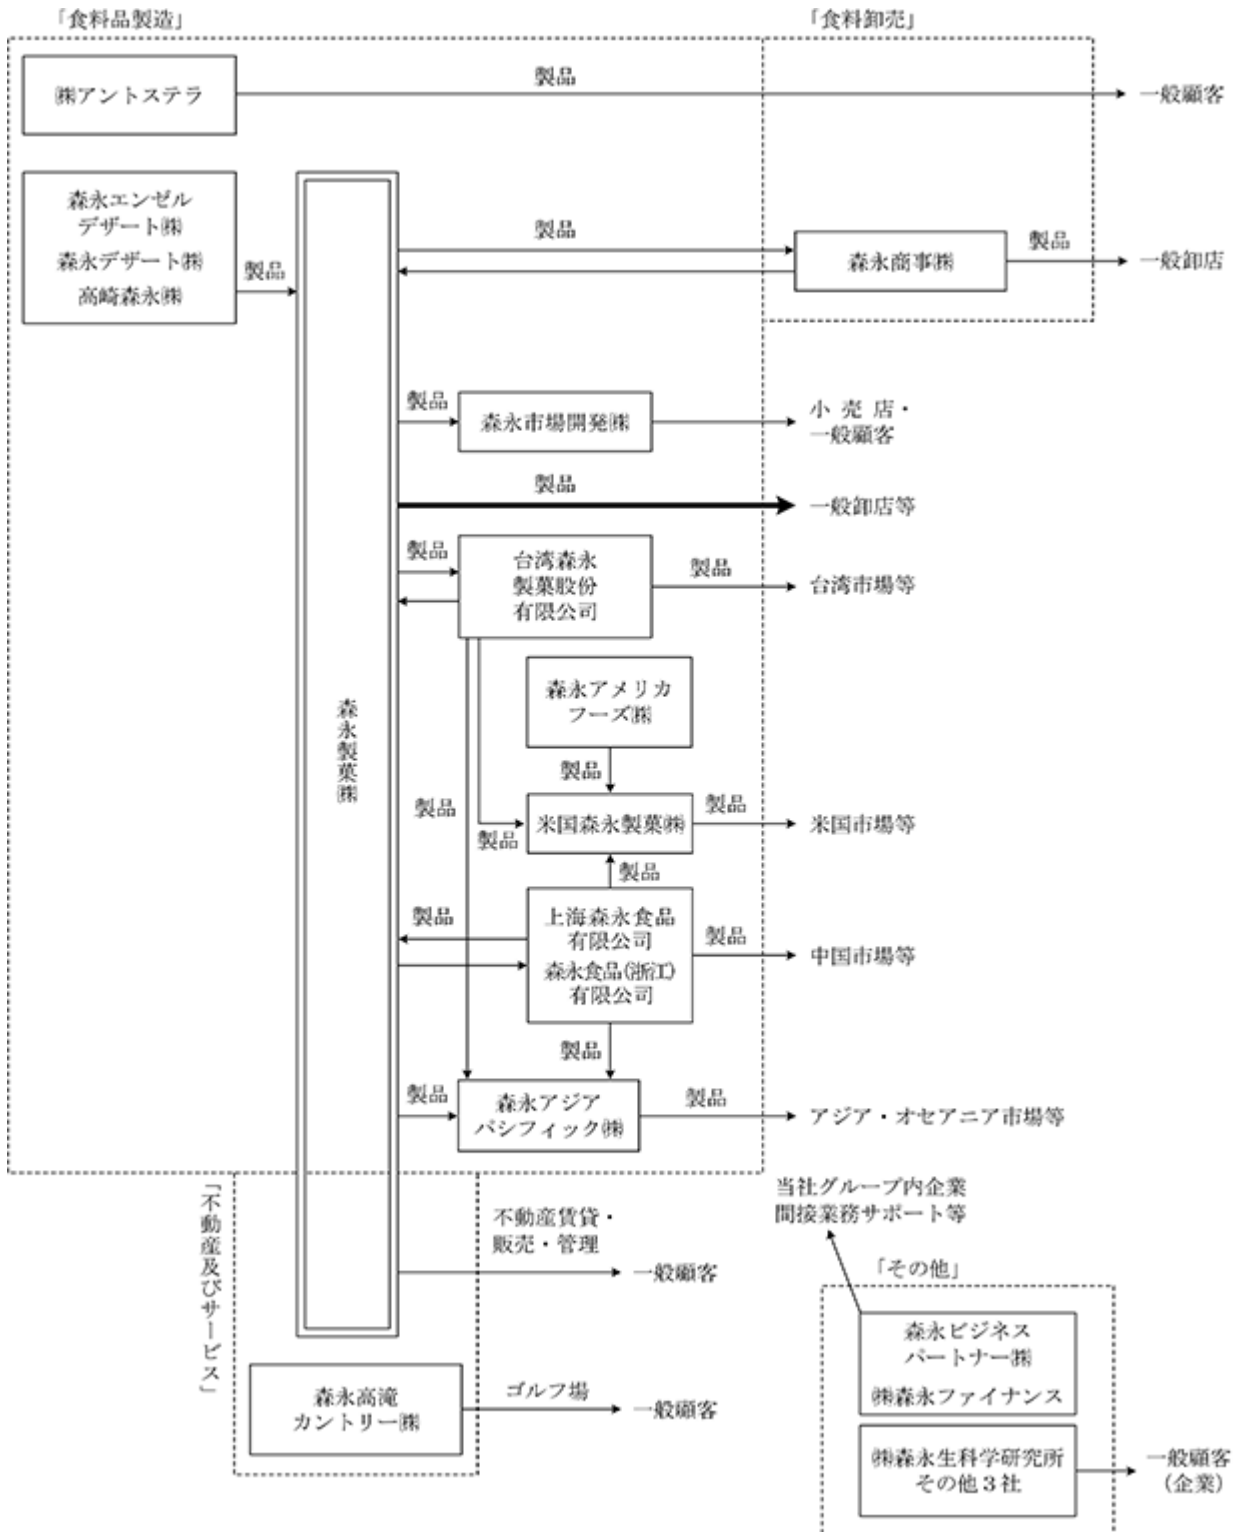 「食料品製造」
「食料卸売」
㈱アントステラ
製品
一般顧客
森永エンゼル
デザート㈱
森永デザート㈱
高崎森永㈱
製品
製品
森永商事㈱
製品
一般卸店
製品
森永市場開発㈱
小売店・
一般顧客
製品
一般卸店等
製品
台湾森永
製菓股份
有限公司
製品
台湾市場等
森永アメリカ
フーズ㈱
森永製菓㈱
製品
製品
製品
米国森永製菓㈱
製品
米国市場等
製品
製品
上海森永食品
有限公司
森永食品(浙江)
有限公司
製品
中国市場等
製品
製品
森永アジア
パシフィック㈱
製品
アジア・オセアニア市場等
「不動産及びサービス」
不動産賃貸・
販売・管理
一般顧客
森永高滝
カントリー㈱
ゴルフ場
一般顧客
当社グループ内企業
間接業務サポート等
「その他」
森永ビジネス
パートナー㈱
㈱森永ファイナンス
㈱森永生科学研究所
その他3社
一般顧客
(企業)